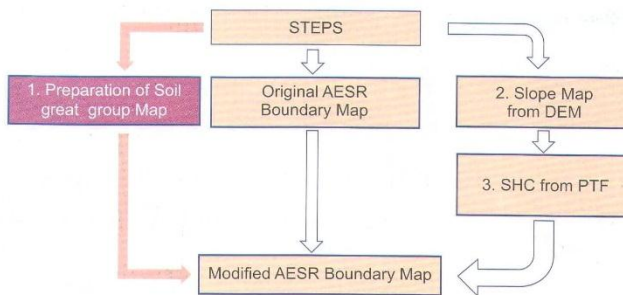 STEPS
1. Preparation of Soil
great group Map
Original AESR
Boundary Map
2. Slope Map
from DEM
3. SHC from PTF
Modified AESR Boundary Map